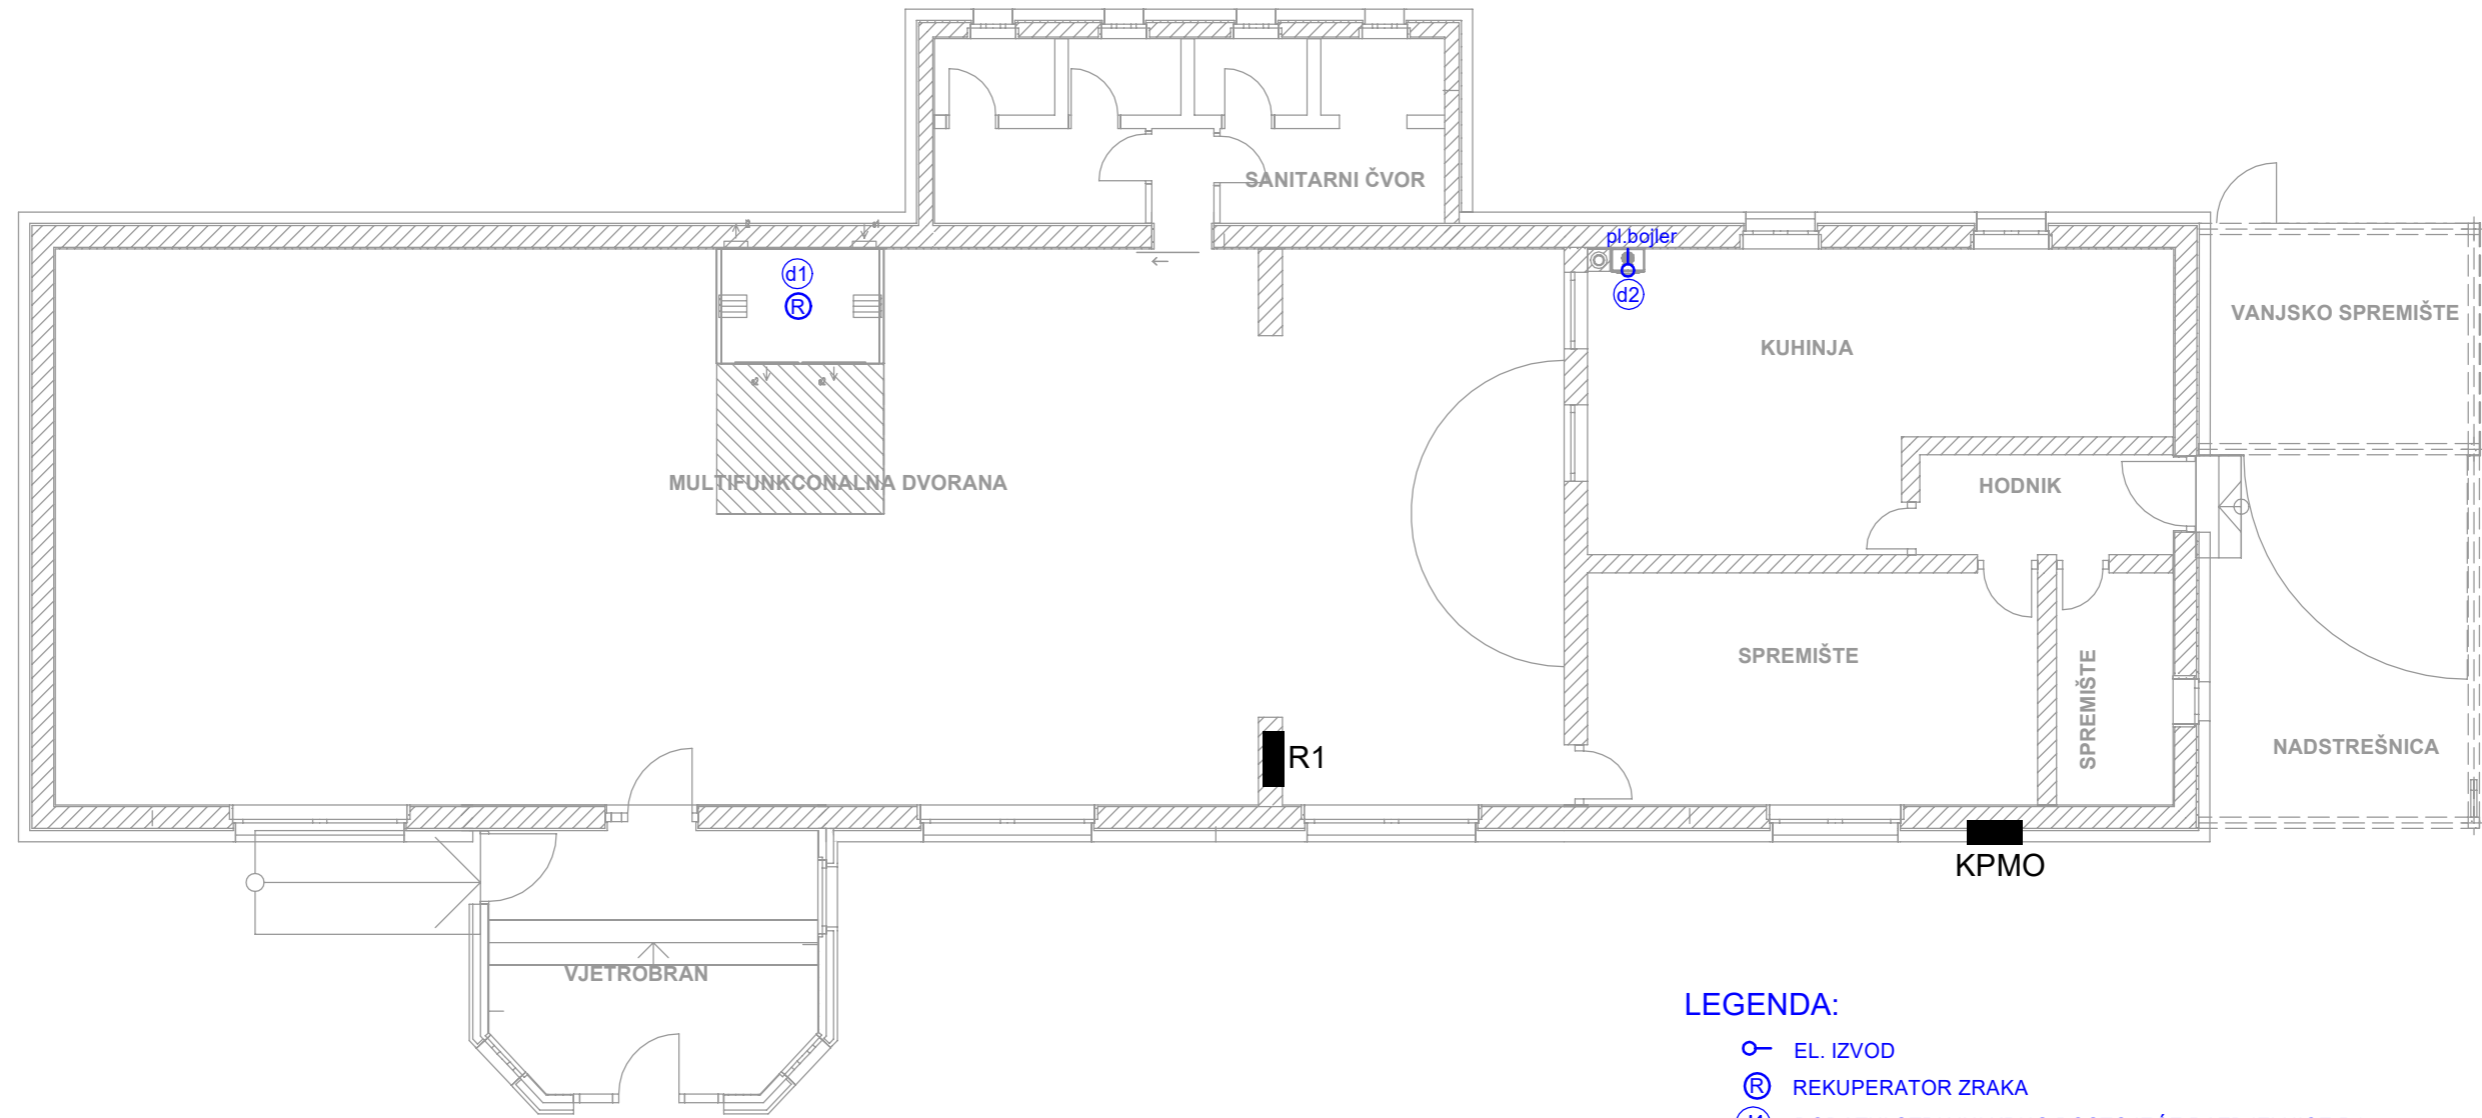 SANITARNI ČVOR
pl.bojler
d1
R
d2
VANJSKO SPREMIŠTE
KUHINJA
MULTIFUNKCONALNA DVORANA
HODNIK
SPREMIŠTE
SPREMIŠTE
R1
NADSTREŠNICA
KPMO
VJETROBRAN
LEGENDA:
EL. IZVOD
R REKUPERATOR ZRAKA
d1